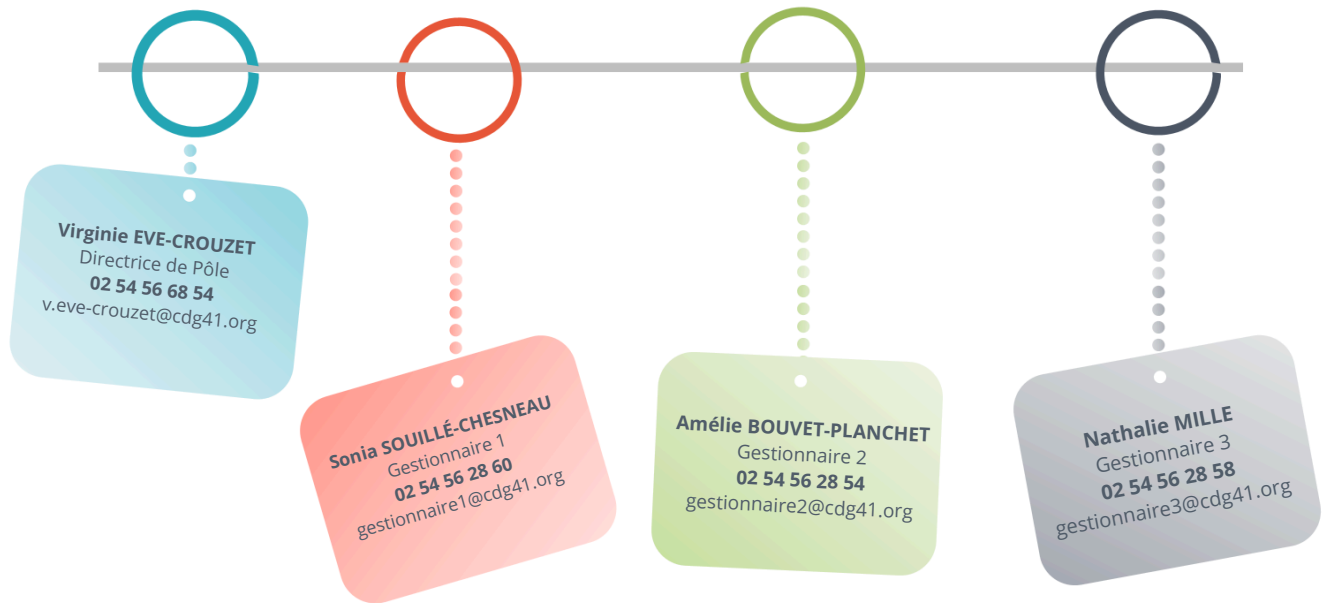 Virginie EVE-CROUZET
Directrice de Pôle
02 54 56 68 54
v.eve-crouzet@cdg41.org
Sonia SOUILLÉ-CHESNEAU
Gestionnaire 1
02 54 56 28 60
gestionnaire1@cdg41.org
Amélie BOUVET-PLANCHET
Gestionnaire 2
02 54 56 28 54
gestionnaire2@cdg41.org
Nathalie MILLE
Gestionnaire 3
02 54 56 28 58
gestionnaire3@cdg41.org